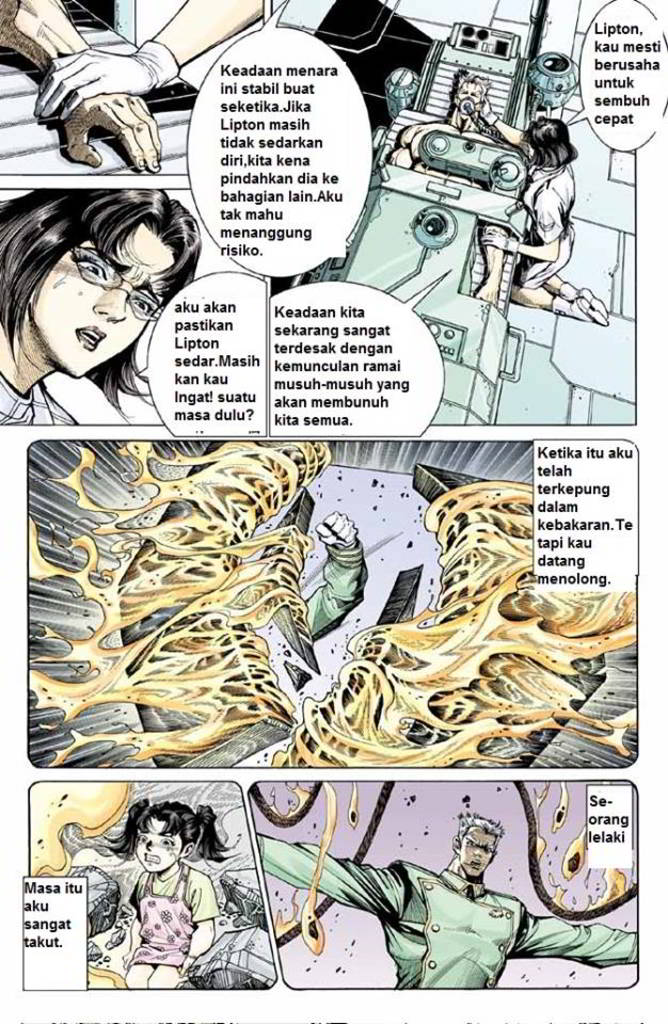 Keadaan menara
ini stabil buat
seketika.Jika
Lipton masih
tidak sedarkan
diri,kita kena
pindahkan dia ke
bahagian lain.Aku
tak mahu
menanggung
risiko.
Lipton,
kau mesti
berusaha
untuk
sembuh
cepat
aku akan
pastikan
Lipton
sedar.Masih
kan kau
Ingat! suatu
masa dulu?
Keadaan kita
sekarang sangat
terdesak dengan
kemunculan ramai
musuh-musuh yang
akan membunuh
kita semua.
Ketika itu aku
telah
terkepung
dalam
kebakaran.Te
tapi kau
datang
menolong.
Masa itu
aku
sangat
takut.
Se-
orang
lelaki